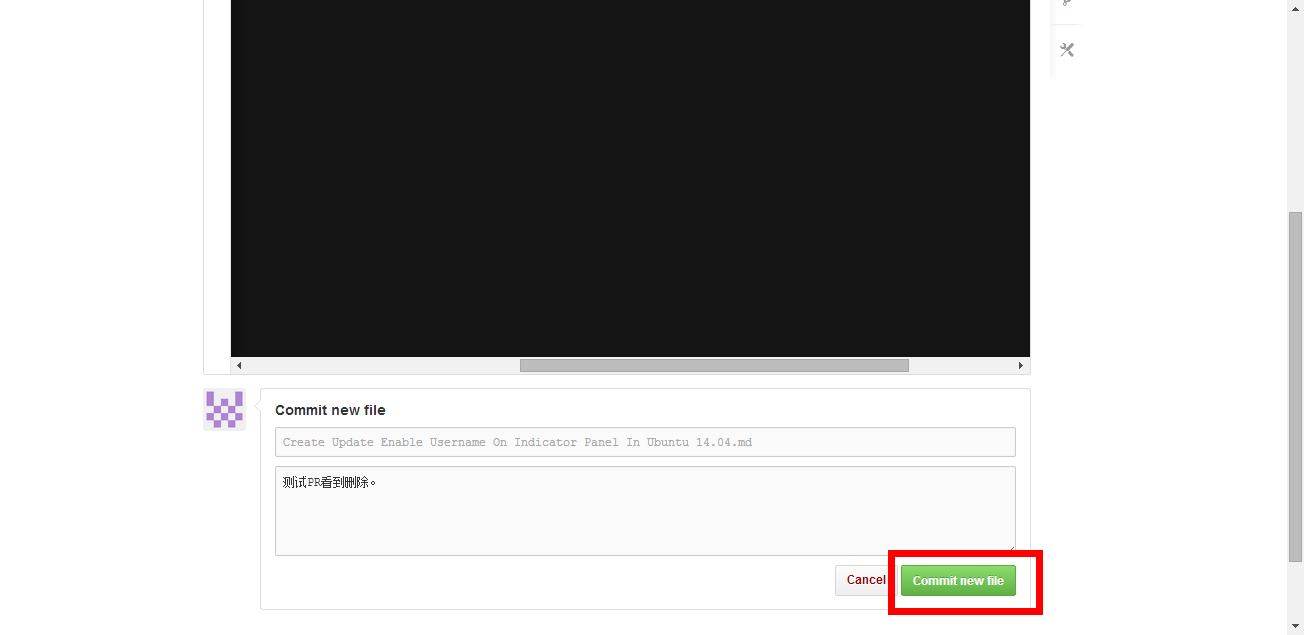 Commit new file
Create Update Enable Username On Indicator Panel In Ubuntu 14.04.md
测试PR看到删除。
Cancel
Commit new file